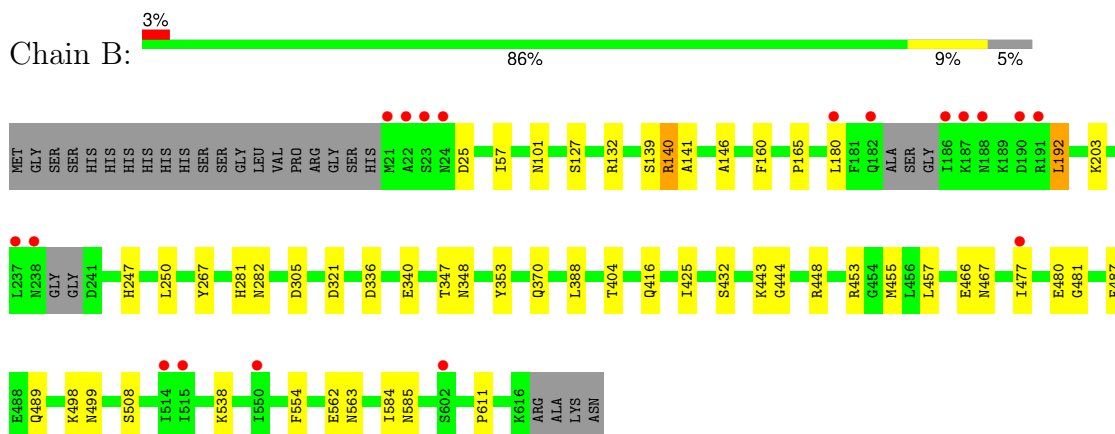 3%
Chain B:
86% 9% 5%
MET GLY SER SER HIS HIS HIS HIS HIS HIS SER SER GLY LEU VAL PRO ARG GLY SER HIS M21 A22 S23 N24 D25 I57 N101 S127 R132 S139 R140 A141 A146 F160 P165 L180 F181 Q182 ALA SER GLY I186 K187 N188 K189 D190 R191 L192 K203
L237 N238 GLY GLY D241 H247 L250 Y267 H281 N282 D305 D321 D336 E340 T347 N348 Y353 Q370 L388 T404 Q416 I425 S432 K443 G444 R448 R453 G454 M455 L456 L457 E466 N467 I477 E480 G481
E488 Q489 K498 N499 S508 I514 I515 K538 I550 F554 E562 N563 I584 N585 S602 P611 K616 ARG ALA LYS ASN